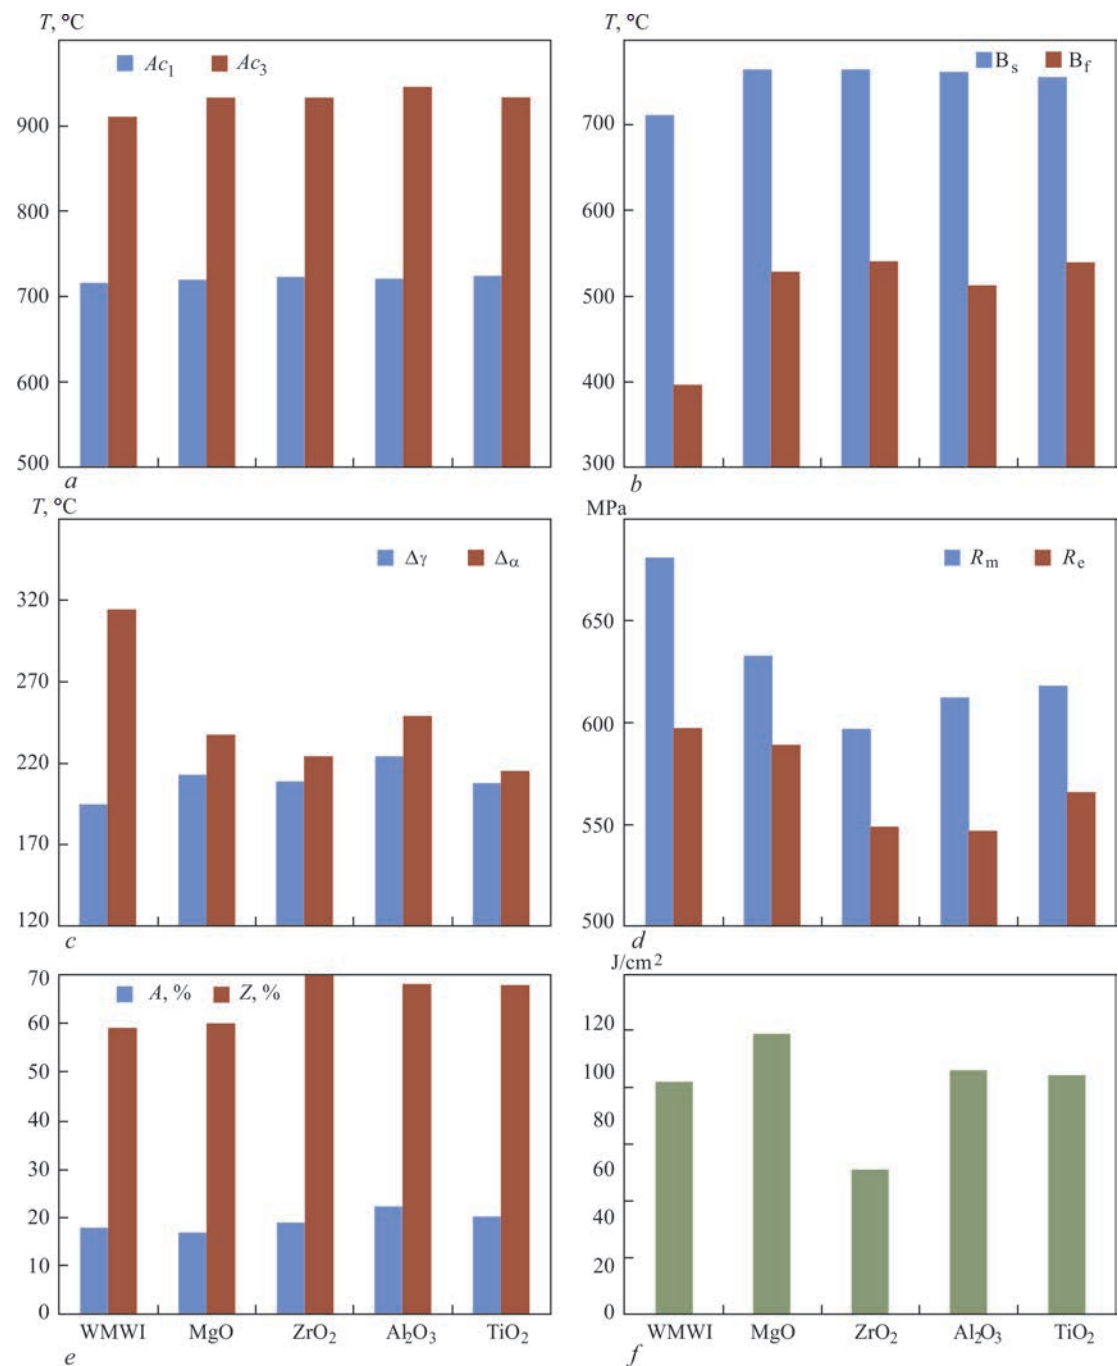 T, °C
Ac₁ Ac₃
900
800
700
600
500
a
T, °C
Bₛ B_f
700
600
500
400
300
b
T, °C
Δγ Δα
320
270
220
170
120
c
MPa
Rₘ Rₑ
650
600
550
500
d
A, % Z, %
70
60
50
40
30
20
10
0
WMWI MgO ZrO₂ Al₂O₃ TiO₂
e
J/cm²
120
100
80
60
40
20
0
WMWI MgO ZrO₂ Al₂O₃ TiO₂
f